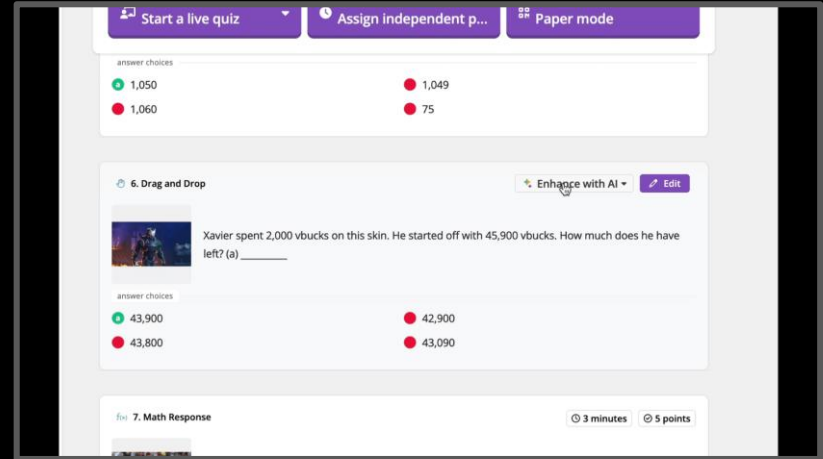 Start a live quiz
Assign independent p...
Paper mode
answer choices
a 1,050
1,049
1,060
75
6. Drag and Drop
Enhance with AI
Edit
Xavier spent 2,000 vbucks on this skin. He started off with 45,900 vbucks. How much does he have
left? (a) ________
answer choices
a 43,900
42,900
43,800
43,090
f(x) 7. Math Response
3 minutes
5 points